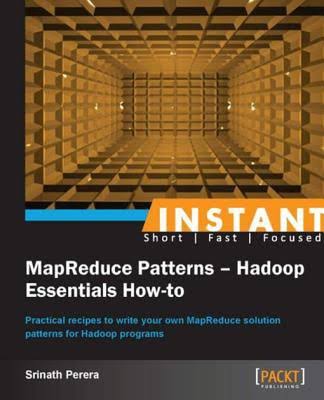 INSTANT
Short | Fast | Focused
MapReduce Patterns – Hadoop
Essentials How-to
Practical recipes to write your own MapReduce solution
patterns for Hadoop programs
Srinath Perera
[PACKT]
PUBLISHING